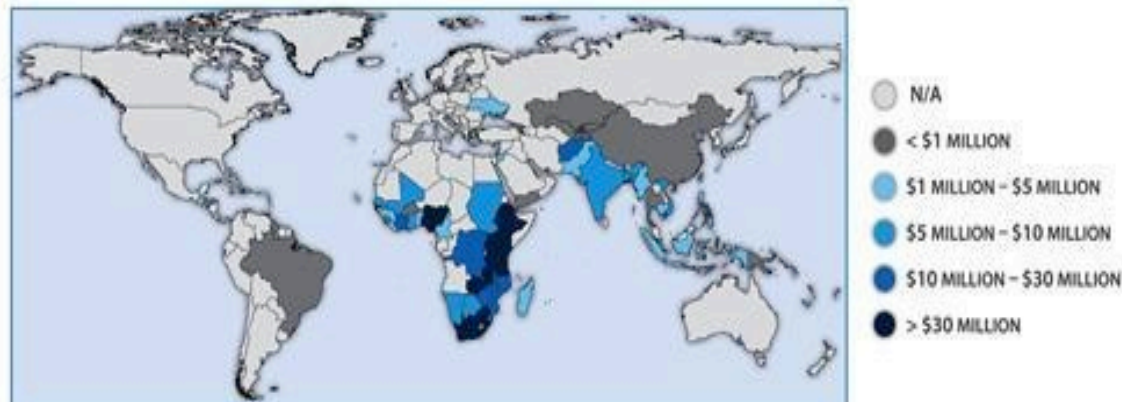 N/A
< $1 MILLION
$1 MILLION – $5 MILLION
$5 MILLION – $10 MILLION
$10 MILLION – $30 MILLION
> $30 MILLION